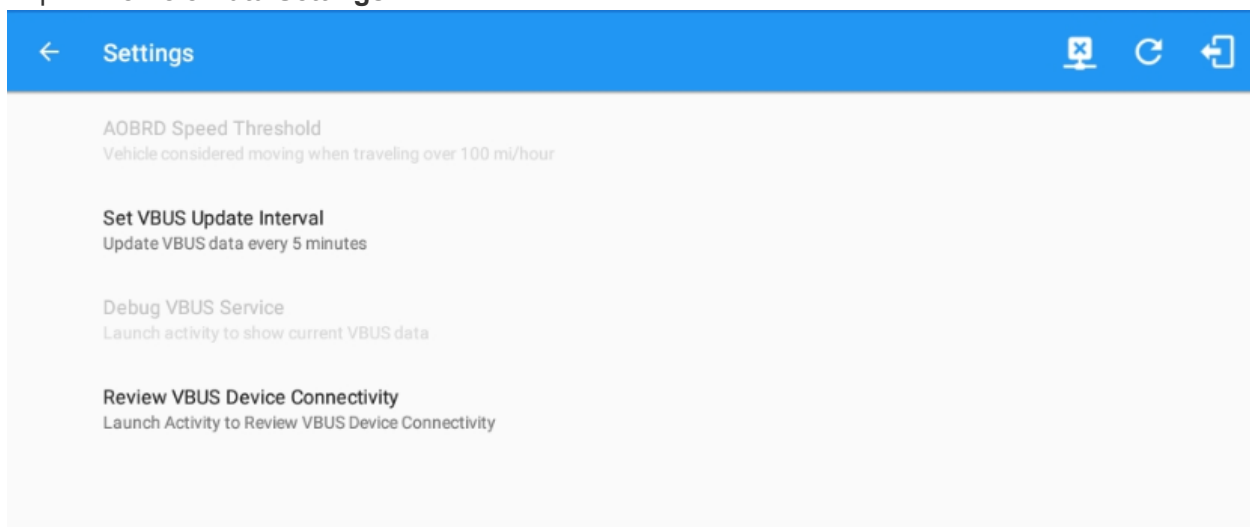 Settings
AOBRD Speed Threshold
Vehicle considered moving when traveling over 100 mi/hour
Set VBUS Update Interval
Update VBUS data every 5 minutes
Debug VBUS Service
Launch activity to show current VBUS data
Review VBUS Device Connectivity
Launch Activity to Review VBUS Device Connectivity